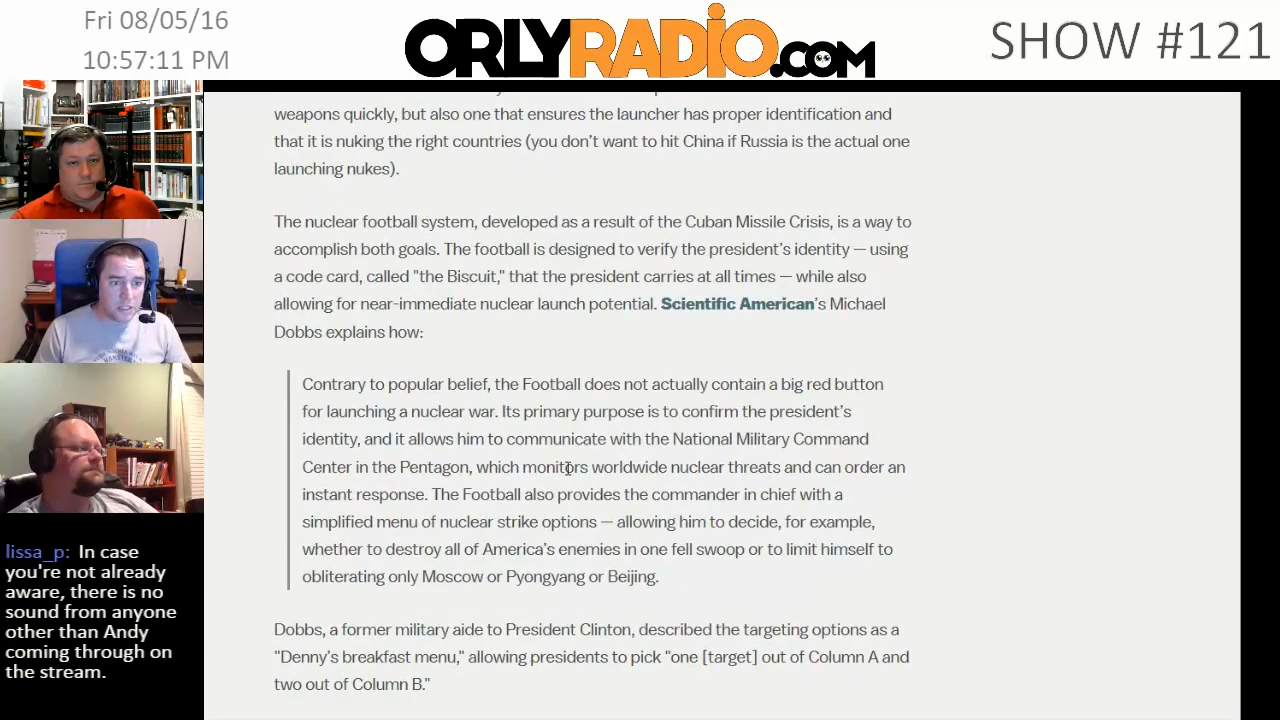 Fri 08/05/16
10:57:11 PM
ORLYRADIO.COM
SHOW #121
weapons quickly, but also one that ensures the launcher has proper identification and
that it is nuking the right countries (you don't want to hit China if Russia is the actual one
launching nukes).
The nuclear football system, developed as a result of the Cuban Missile Crisis, is a way to
accomplish both goals. The football is designed to verify the president's identity — using
a code card, called "the Biscuit," that the president carries at all times — while also
allowing for near-immediate nuclear launch potential. Scientific American's Michael
Dobbs explains how:
Contrary to popular belief, the Football does not actually contain a big red button
for launching a nuclear war. Its primary purpose is to confirm the president's
identity, and it allows him to communicate with the National Military Command
Center in the Pentagon, which monitors worldwide nuclear threats and can order an
instant response. The Football also provides the commander in chief with a
simplified menu of nuclear strike options — allowing him to decide, for example,
whether to destroy all of America's enemies in one fell swoop or to limit himself to
obliterating only Moscow or Pyongyang or Beijing.
Dobbs, a former military aide to President Clinton, described the targeting options as a
"Denny's breakfast menu," allowing presidents to pick "one [target] out of Column A and
two out of Column B."
lissa_p: In case
you're not already
aware, there is no
sound from anyone
other than Andy
coming through on
the stream.